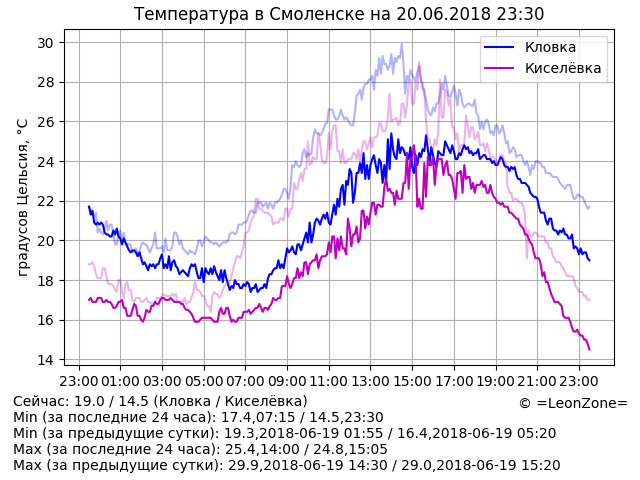 Температура в Смоленске на 20.06.2018 23:30
градусов Цельсия, °C
30
28
26
24
22
20
18
16
14
Кловка
Киселёвка
23:00 01:00 03:00 05:00 07:00 09:00 11:00 13:00 15:00 17:00 19:00 21:00 23:00
Сейчас: 19.0 / 14.5 (Кловка / Киселёвка)
© =LeonZone=
Min (за последние 24 часа): 17.4,07:15 / 14.5,23:30
Min (за предыдущие сутки): 19.3,2018-06-19 01:55 / 16.4,2018-06-19 05:20
Max (за последние 24 часа): 25.4,14:00 / 24.8,15:05
Max (за предыдущие сутки): 29.9,2018-06-19 14:30 / 29.0,2018-06-19 15:20